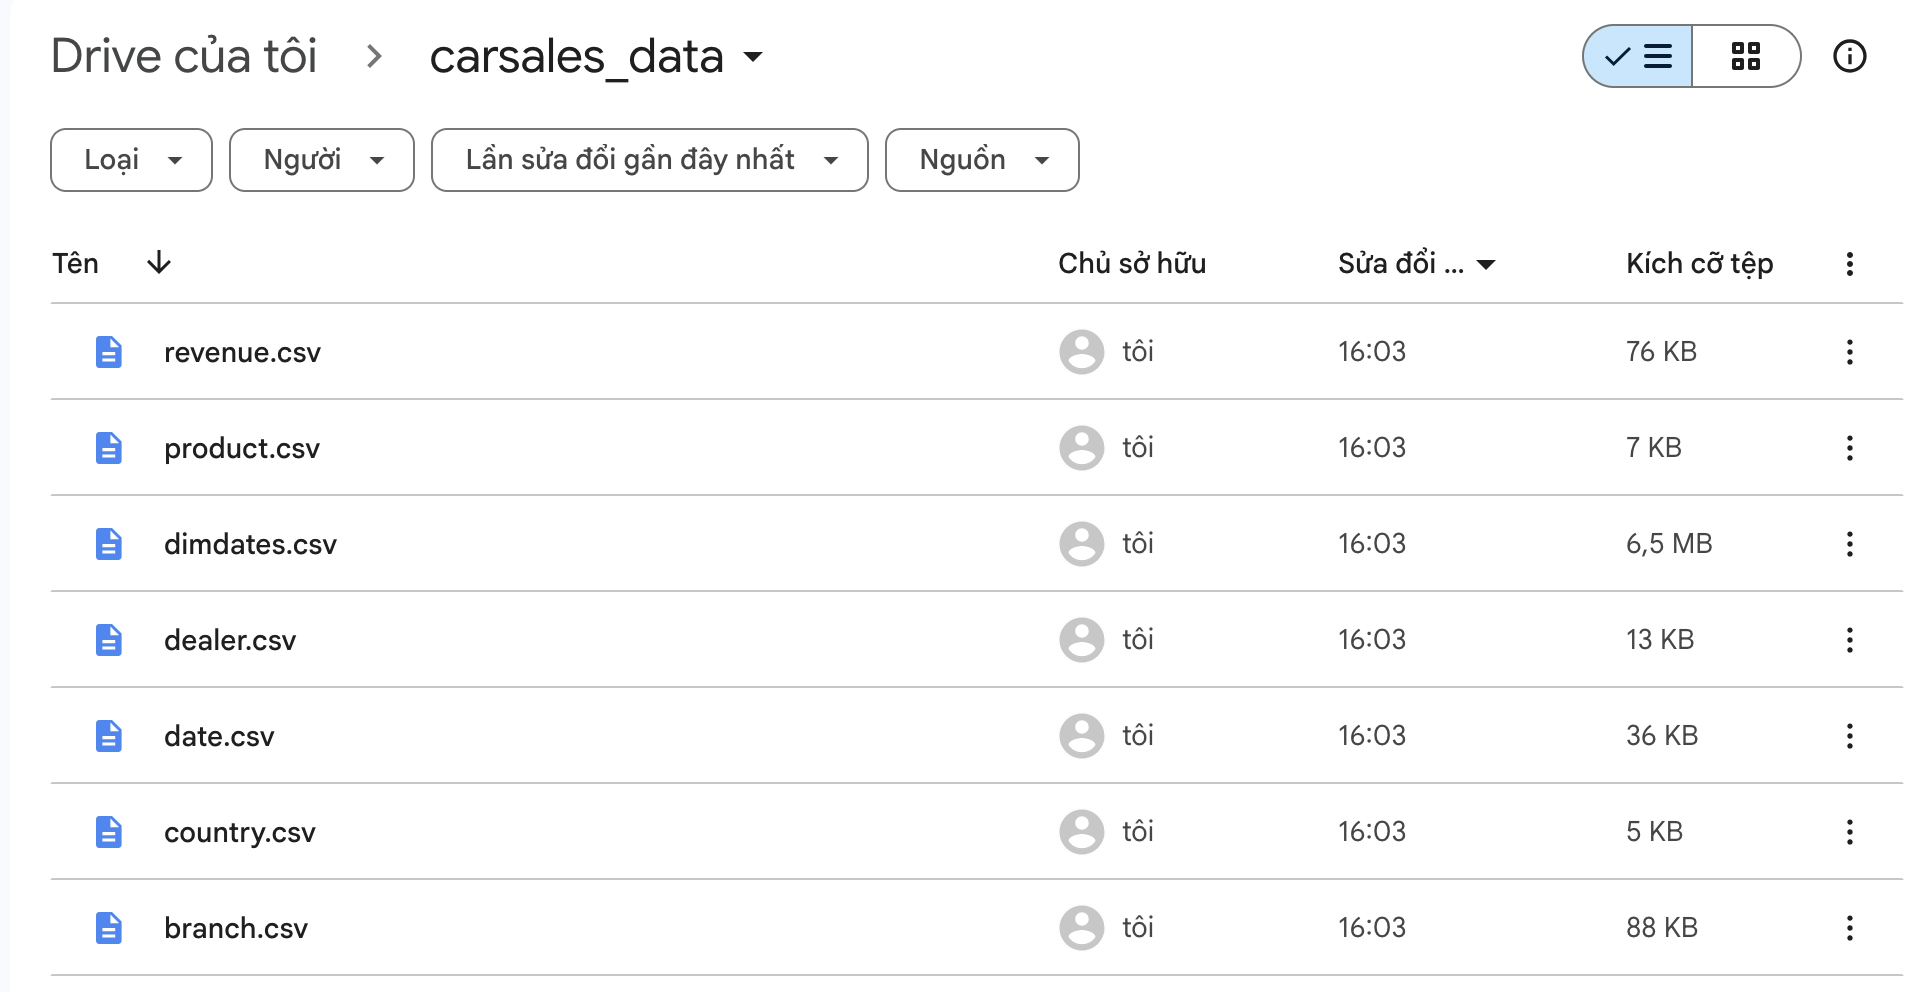 Drive của tôi > carsales_data
Loại
Người
Lần sửa đổi gần đây nhất
Nguồn
Tên
Chủ sở hữu
Sửa đổi ...
Kích cỡ tệp
revenue.csv tôi 16:03 76 KB
product.csv tôi 16:03 7 KB
dimdates.csv tôi 16:03 6,5 MB
dealer.csv tôi 16:03 13 KB
date.csv tôi 16:03 36 KB
country.csv tôi 16:03 5 KB
branch.csv tôi 16:03 88 KB